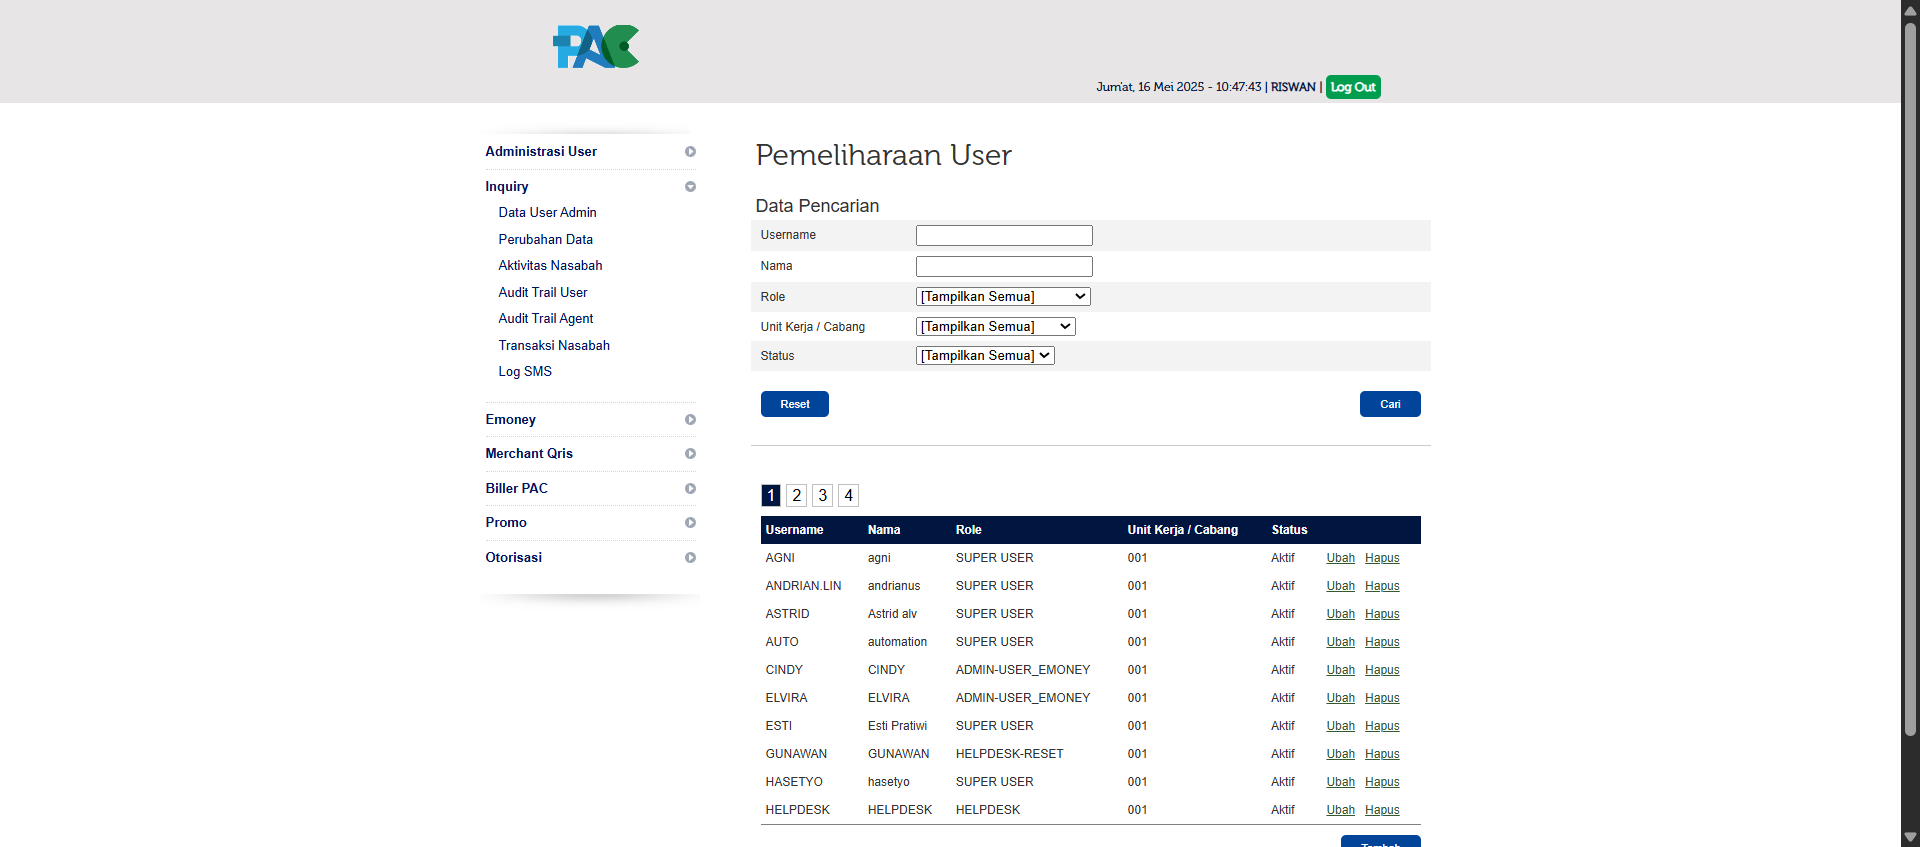 PAC
Jum'at, 16 Mei 2025 - 10:47:43 | RISWAN | Log Out
Administrasi User
Inquiry
Data User Admin
Perubahan Data
Aktivitas Nasabah
Audit Trail User
Audit Trail Agent
Transaksi Nasabah
Log SMS
Emoney
Merchant Qris
Biller PAC
Promo
Otorisasi
Pemeliharaan User
Data Pencarian
Username
Nama
Role [Tampilkan Semua]
Unit Kerja / Cabang [Tampilkan Semua]
Status [Tampilkan Semua]
Reset Cari
1 2 3 4
Username Nama Role Unit Kerja / Cabang Status
AGNI agni SUPER USER 001 Aktif Ubah Hapus
ANDRIAN.LIN andrianus SUPER USER 001 Aktif Ubah Hapus
ASTRID Astrid alv SUPER USER 001 Aktif Ubah Hapus
AUTO automation SUPER USER 001 Aktif Ubah Hapus
CINDY CINDY ADMIN-USER_EMONEY 001 Aktif Ubah Hapus
ELVIRA ELVIRA ADMIN-USER_EMONEY 001 Aktif Ubah Hapus
ESTI Esti Pratiwi SUPER USER 001 Aktif Ubah Hapus
GUNAWAN GUNAWAN HELPDESK-RESET 001 Aktif Ubah Hapus
HASETYO hasetyo SUPER USER 001 Aktif Ubah Hapus
HELPDESK HELPDESK HELPDESK 001 Aktif Ubah Hapus
Tambah